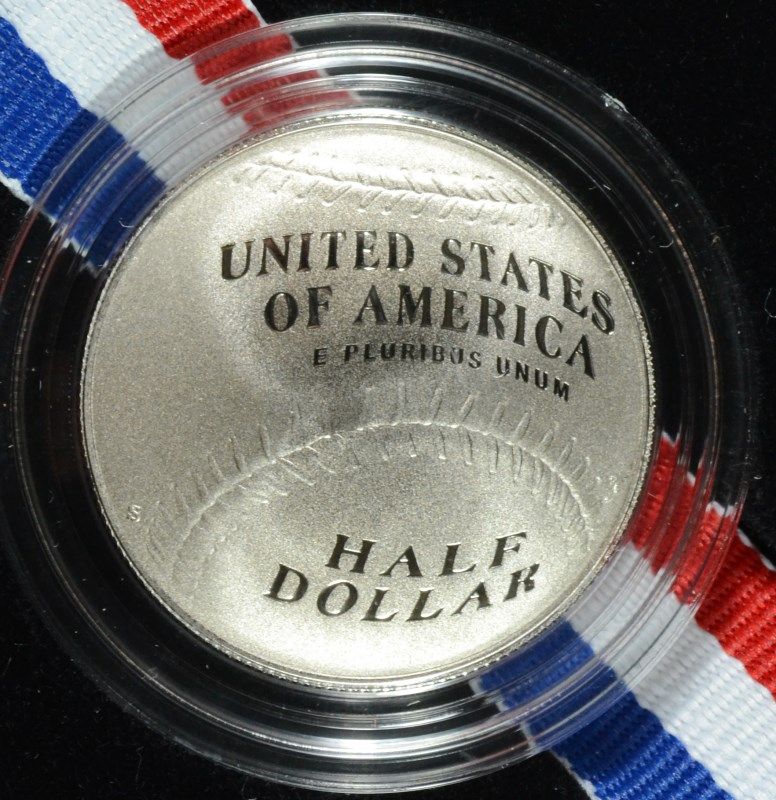 UNITED STATES
OF AMERICA
E PLURIBUS UNUM
S
HALF
DOLLAR